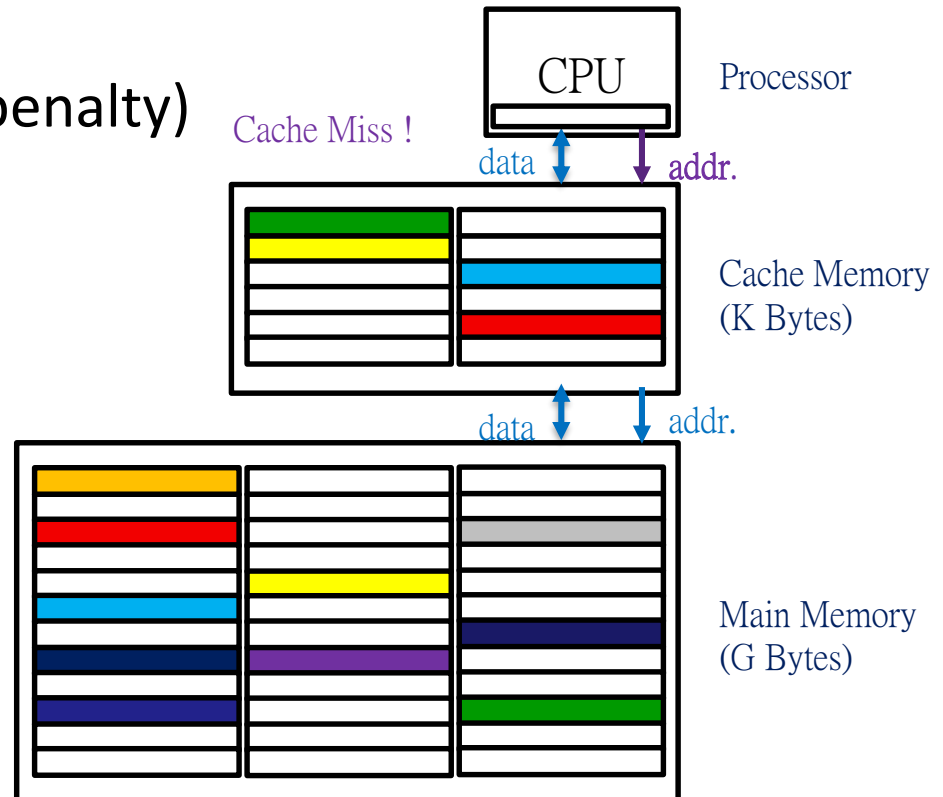 CPU
Processor
penalty)
Cache Miss !
data
addr.
Cache Memory
(K Bytes)
data
addr.
Main Memory
(G Bytes)